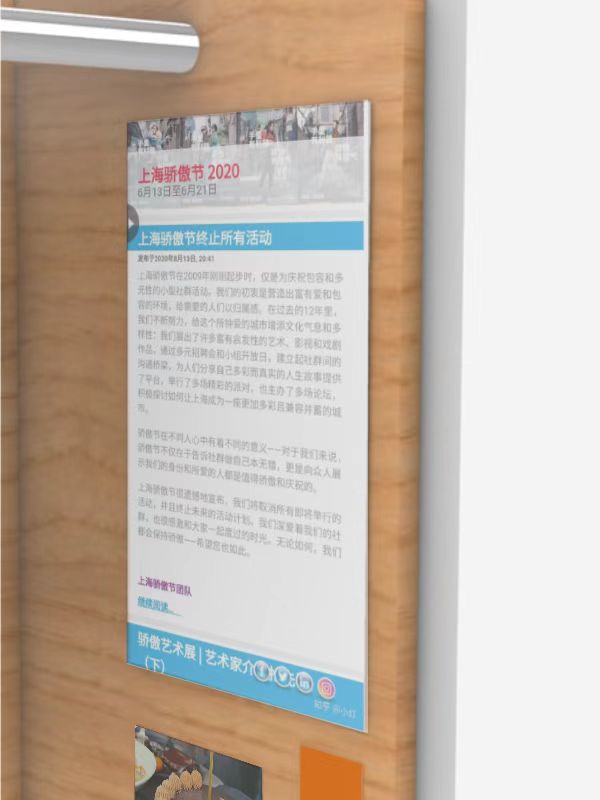 上海骄傲节 2020
6月13日至6月21日
上海骄傲节终止所有活动
发布于2020年8月13日, 20:41
上海骄傲节在2009年刚刚起步时，仅是为庆祝包容和多
元性的小型社群活动。我们的初衷是营造出富有爱和包
容的环境，给需要的人们以归属感。在过去的12年里，
我们不断努力，给这个所钟爱的城市增添文化气息和多
样性：我们展出了许多富有启发性的艺术、影视和戏剧
作品，通过多元招聘会和小组开放日，建立起社群间的
沟通桥梁，为人们分享自己多彩而真实的人生故事提供
了平台，举行了多场精彩的派对，也主办了多场论坛，
积极探讨如何让上海成为一座更加多彩且兼容并蓄的城
市。
骄傲节在不同人心中有着不同的意义——对于我们来说，
骄傲节不仅在于告诉社群做自己本无错，更是向众人展
示我们的身份和所爱的人都是值得骄傲和庆祝的。
上海骄傲节很遗憾地宣布，我们将取消所有即将举行的
活动，并且终止未来的活动计划。我们深爱着我们的社
群，也很感激和大家一起度过的时光。无论如何，我们
都会保持骄傲——希望您也如此。
上海骄傲节团队
继续阅读......
骄傲艺术展 | 艺术家介
（下）
知乎 @小灯